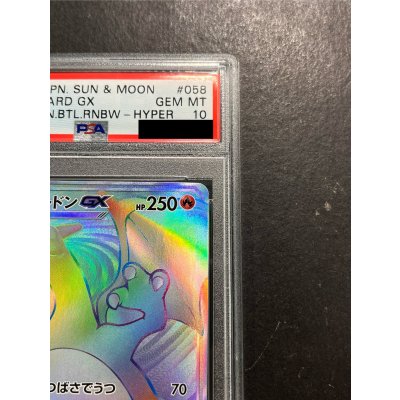 PN. SUN & MOON #058
ARD GX GEM MT
N.BTL.RNBW-HYPER 10
PSA
ードンGX HP250
つばさでうつ 70